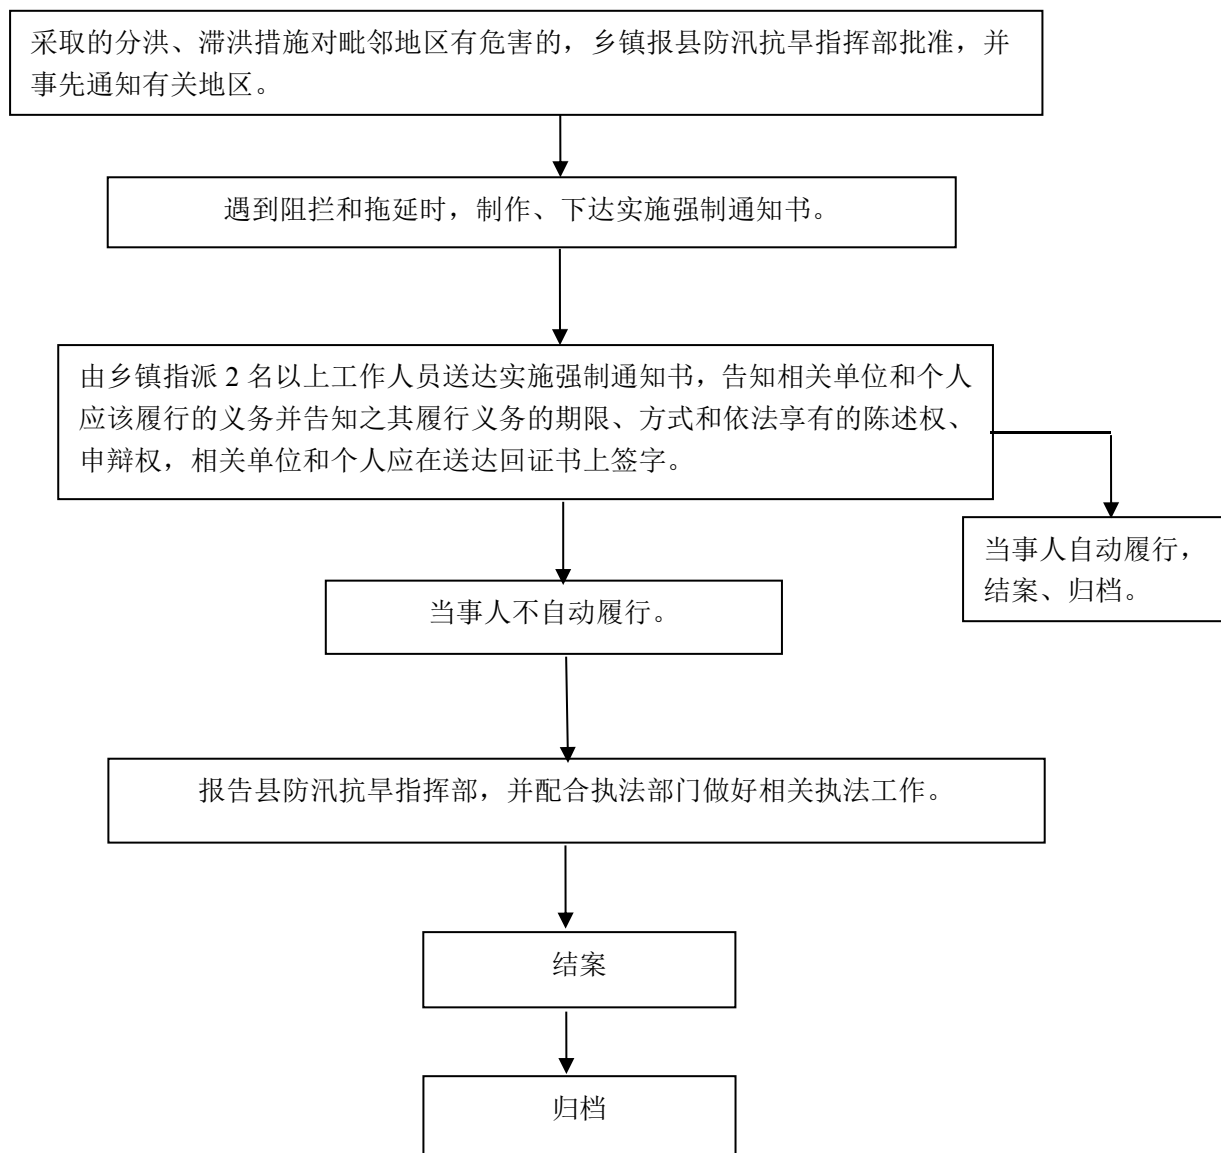 采取的分洪、滞洪措施对毗邻地区有危害的，乡镇报县防汛抗旱指挥部批准，并
事先通知有关地区。
遇到阻拦和拖延时，制作、下达实施强制通知书。
由乡镇指派 2 名以上工作人员送达实施强制通知书，告知相关单位和个人
应该履行的义务并告知之其履行义务的期限、方式和依法享有的陈述权、
申辩权，相关单位和个人应在送达回证书上签字。
当事人自动履行，
结案、归档。
当事人不自动履行。
报告县防汛抗旱指挥部，并配合执法部门做好相关执法工作。
结案
归档